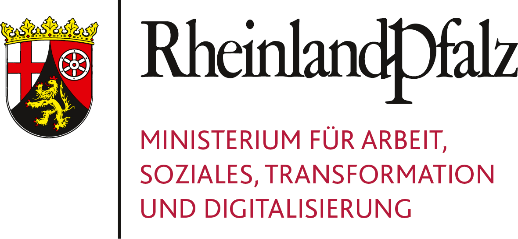 RheinlandPfalz
MINISTERIUM FÜR ARBEIT,
SOZIALES, TRANSFORMATION
UND DIGITALISIERUNG